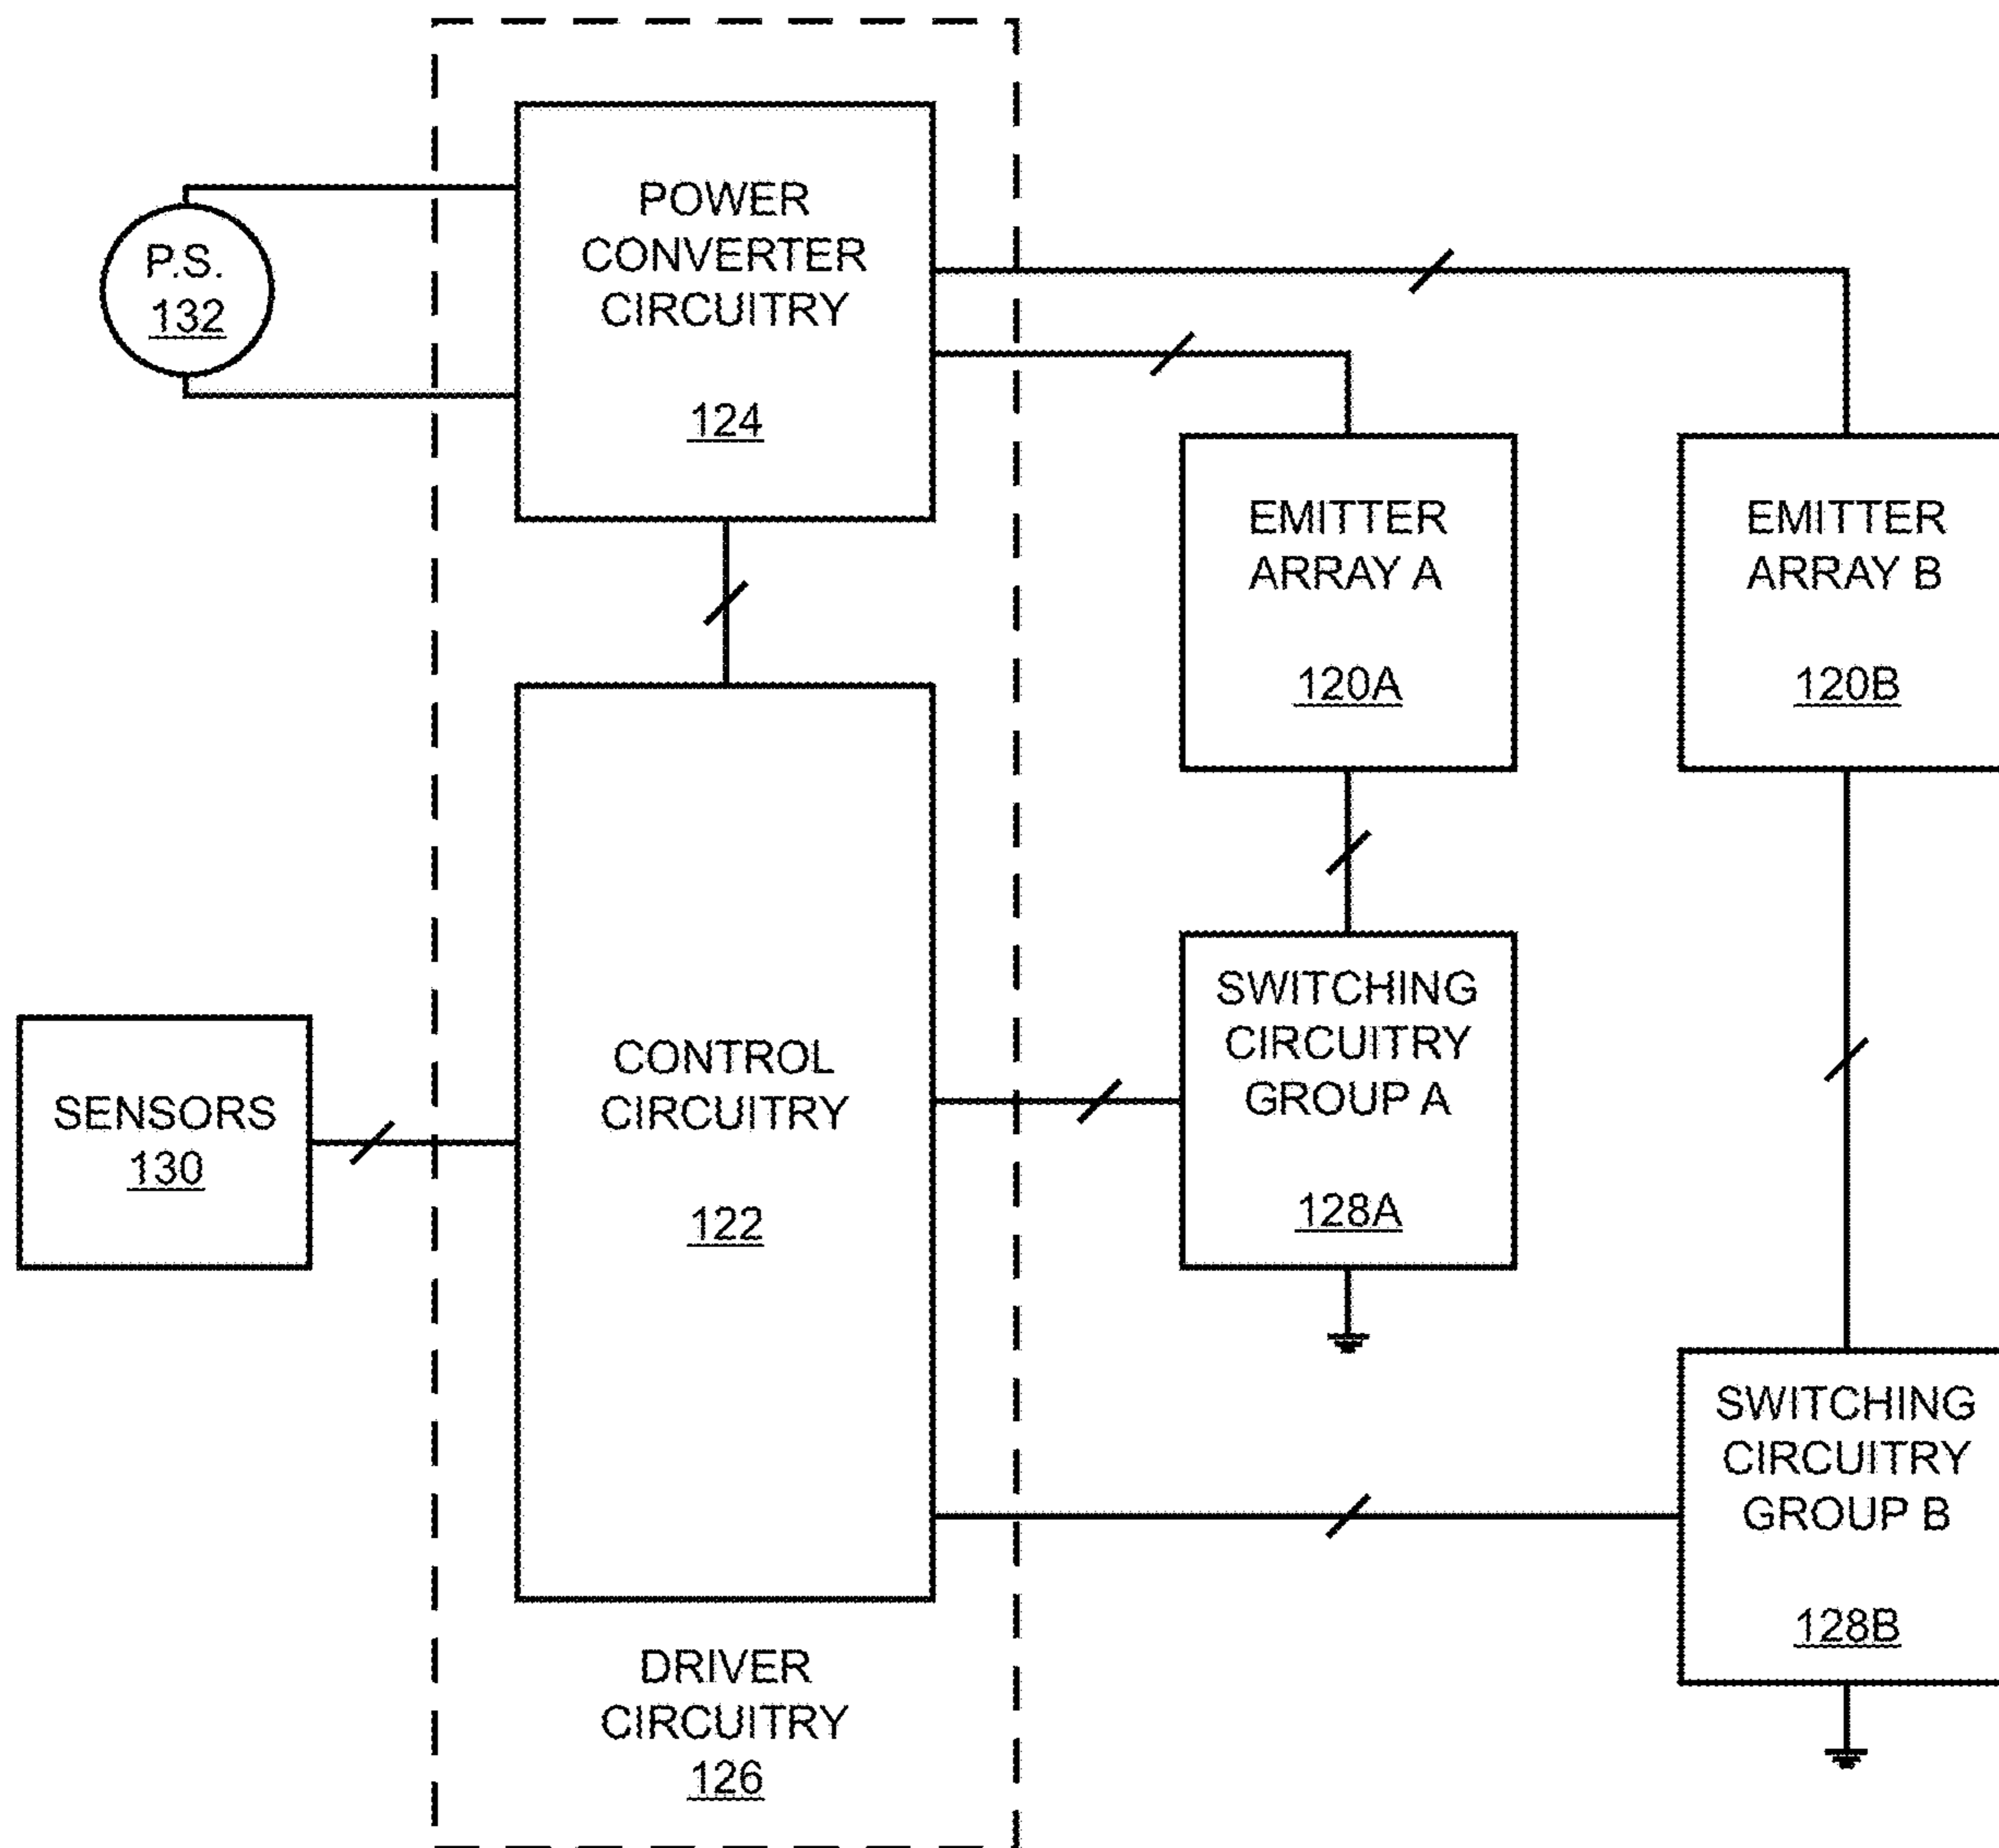 POWER
CONVERTER
CIRCUITRY
124
P.S.
132
EMITTER
ARRAY A
120A
EMITTER
ARRAY B
120B
SENSORS
130
CONTROL
CIRCUITRY
122
SWITCHING
CIRCUITRY
GROUP A
128A
SWITCHING
CIRCUITRY
GROUP B
128B
DRIVER
CIRCUITRY
126